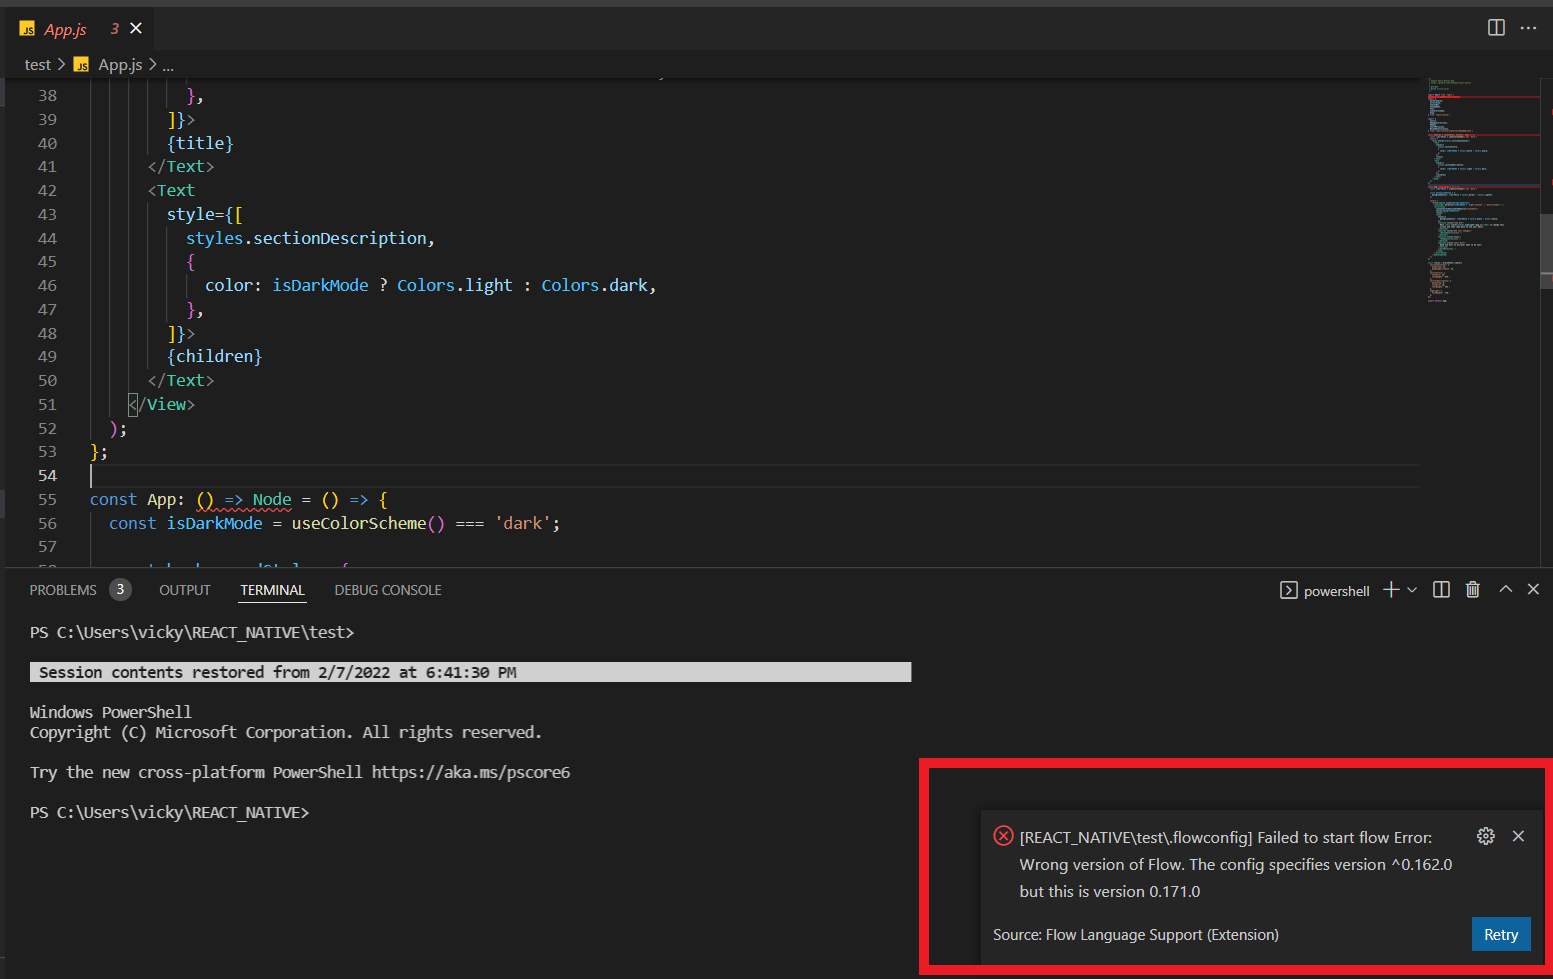 JS App.js 3
test > JS App.js > ...
38 },
39 ]}>
40 {title}
41 </Text>
42 <Text
43 style={[
44 styles.sectionDescription,
45 {
46 color: isDarkMode ? Colors.light : Colors.dark,
47 },
48 ]}>
49 {children}
50 </Text>
51 </View>
52 );
53 };
54
55 const App: () => Node = () => {
56 const isDarkMode = useColorScheme() === 'dark';
57
PROBLEMS 3 OUTPUT TERMINAL DEBUG CONSOLE powershell
PS C:\Users\vicky\REACT_NATIVE\test>
Session contents restored from 2/7/2022 at 6:41:30 PM
Windows PowerShell
Copyright (C) Microsoft Corporation. All rights reserved.
Try the new cross-platform PowerShell https://aka.ms/pscore6
PS C:\Users\vicky\REACT_NATIVE>
[REACT_NATIVE\test\.flowconfig] Failed to start flow Error:
Wrong version of Flow. The config specifies version ^0.162.0
but this is version 0.171.0
Source: Flow Language Support (Extension)
Retry